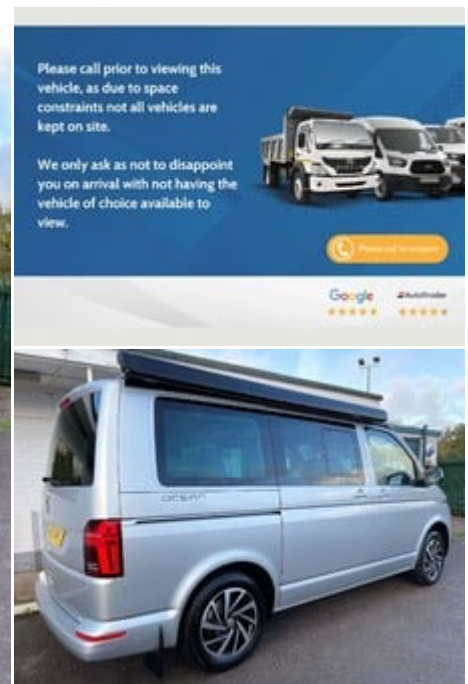 Please call prior to viewing this
vehicle, as due to space
constraints not all vehicles are
kept on site.
We only ask as not to disappoint
you on arrival with not having the
vehicle of choice available to
view.
Please call to enquire
Google
AutoTrader
OCEAN